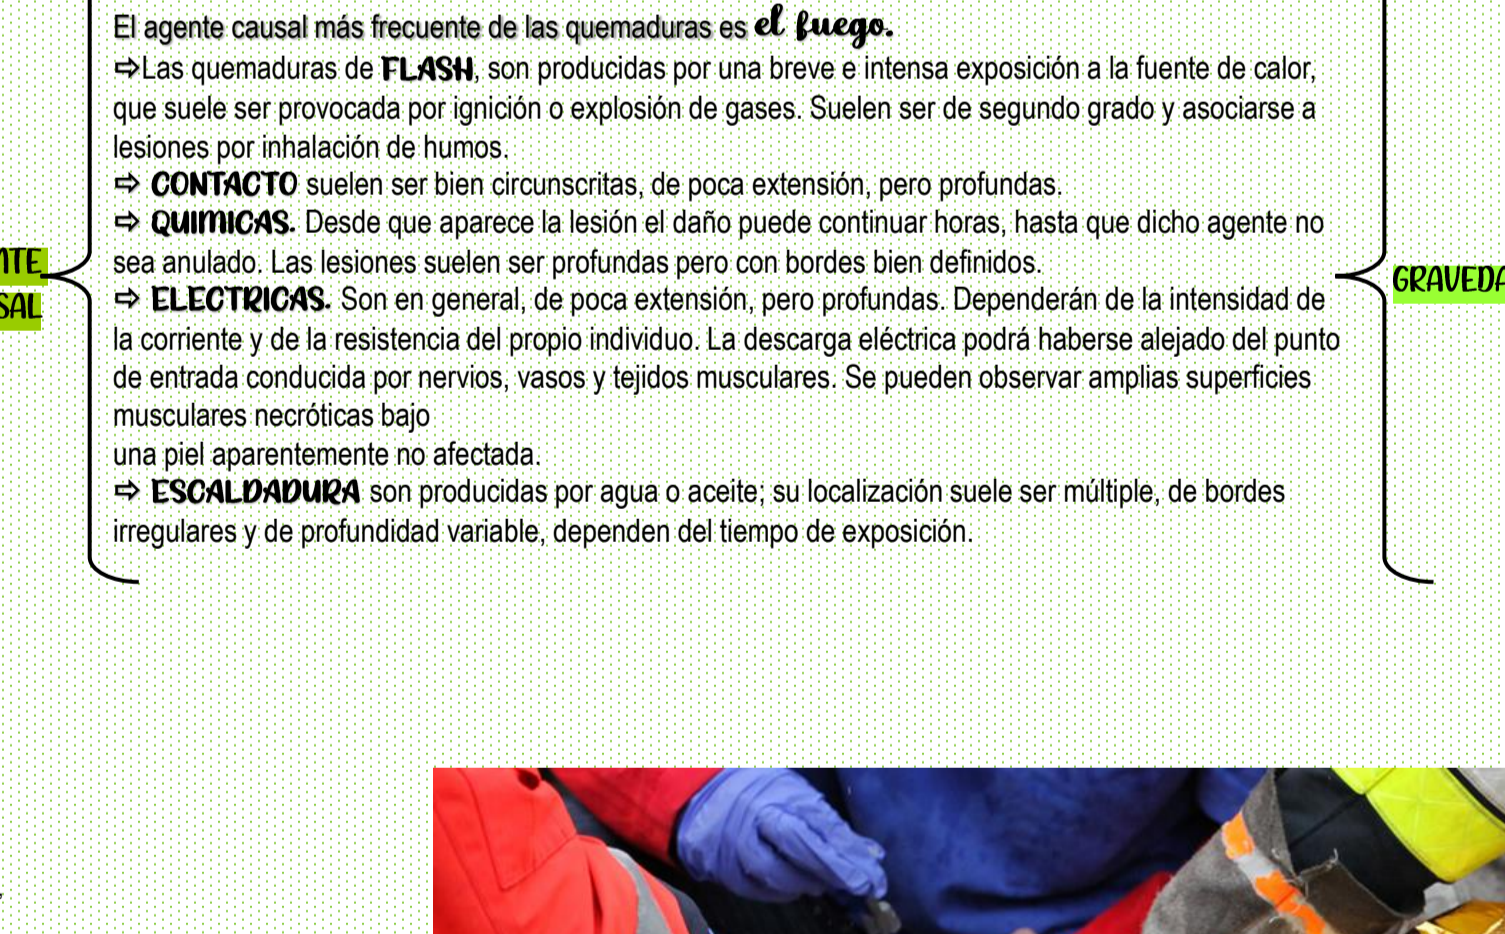 El agente causal más frecuente de las quemaduras es el fuego.
⇨Las quemaduras de FLASH, son producidas por una breve e intensa exposición a la fuente de calor,
que suele ser provocada por ignición o explosión de gases. Suelen ser de segundo grado y asociarse a
lesiones por inhalación de humos.
⇨ CONTACTO suelen ser bien circunscritas, de poca extensión, pero profundas.
⇨ QUIMICAS. Desde que aparece la lesión el daño puede continuar horas, hasta que dicho agente no
sea anulado. Las lesiones suelen ser profundas pero con bordes bien definidos.
⇨ ELECTRICAS. Son en general, de poca extensión, pero profundas. Dependerán de la intensidad de
la corriente y de la resistencia del propio individuo. La descarga eléctrica podrá haberse alejado del punto
de entrada conducida por nervios, vasos y tejidos musculares. Se pueden observar amplias superficies
musculares necróticas bajo
una piel aparentemente no afectada.
⇨ ESCALDADURA son producidas por agua o aceite; su localización suele ser múltiple, de bordes
irregulares y de profundidad variable, dependen del tiempo de exposición.
NTE
SAL
GRAVEDA